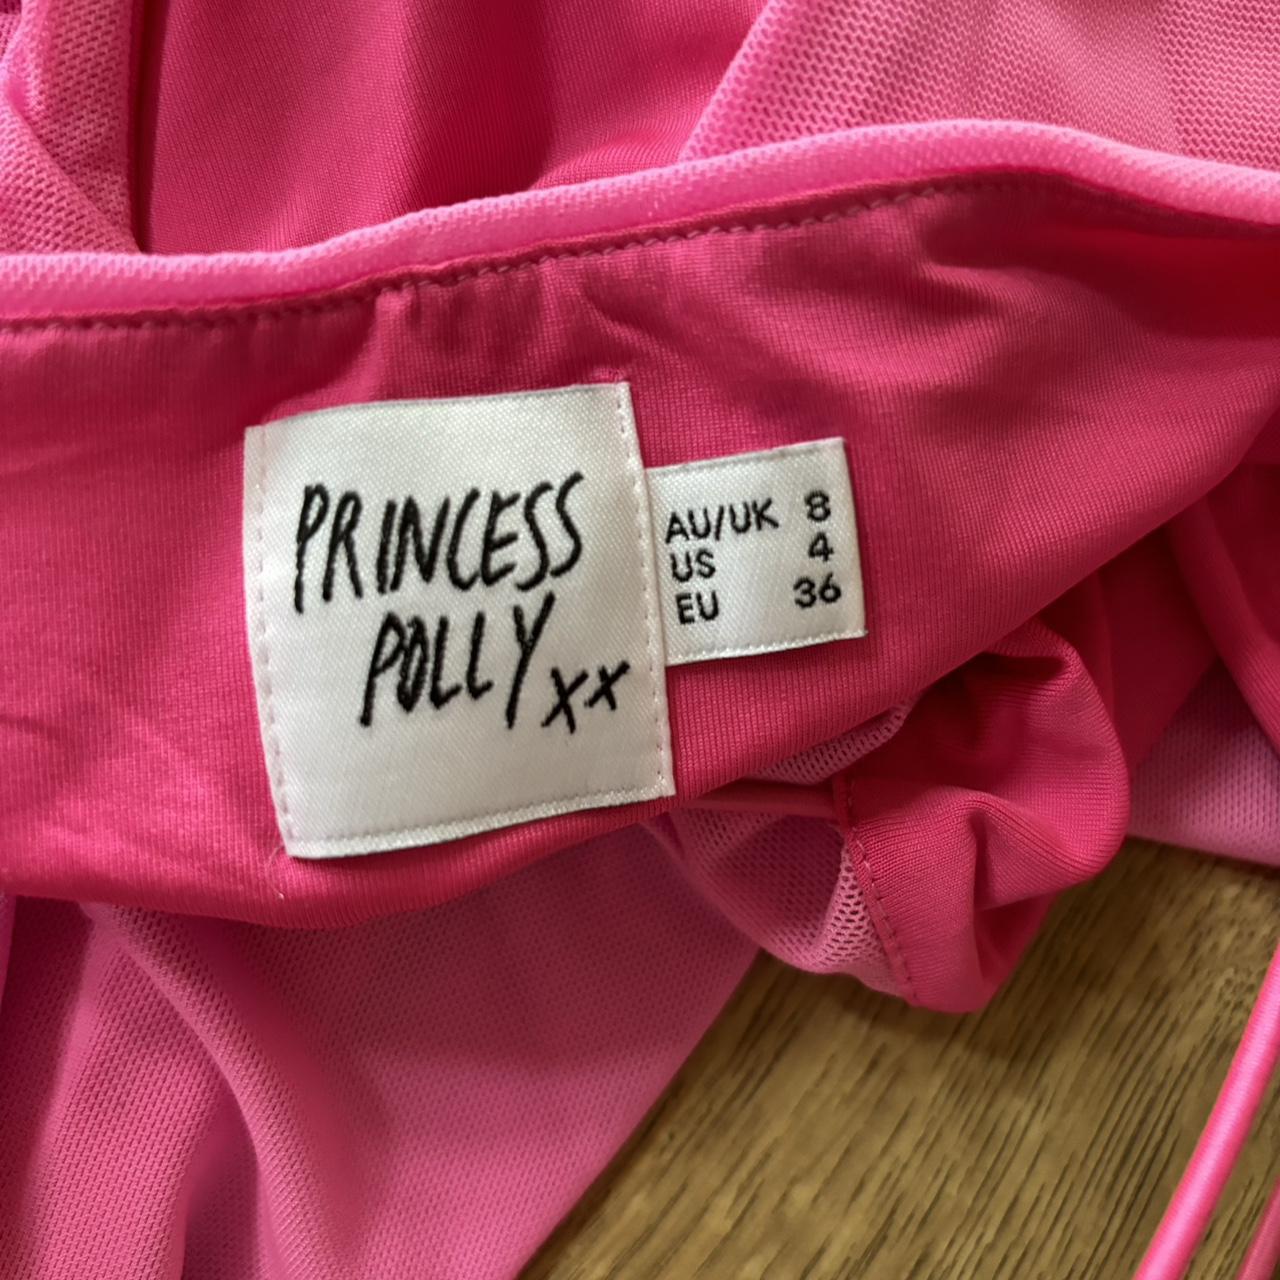 PRINCESS
POLLY xx
AU/UK 8
US 4
EU 36